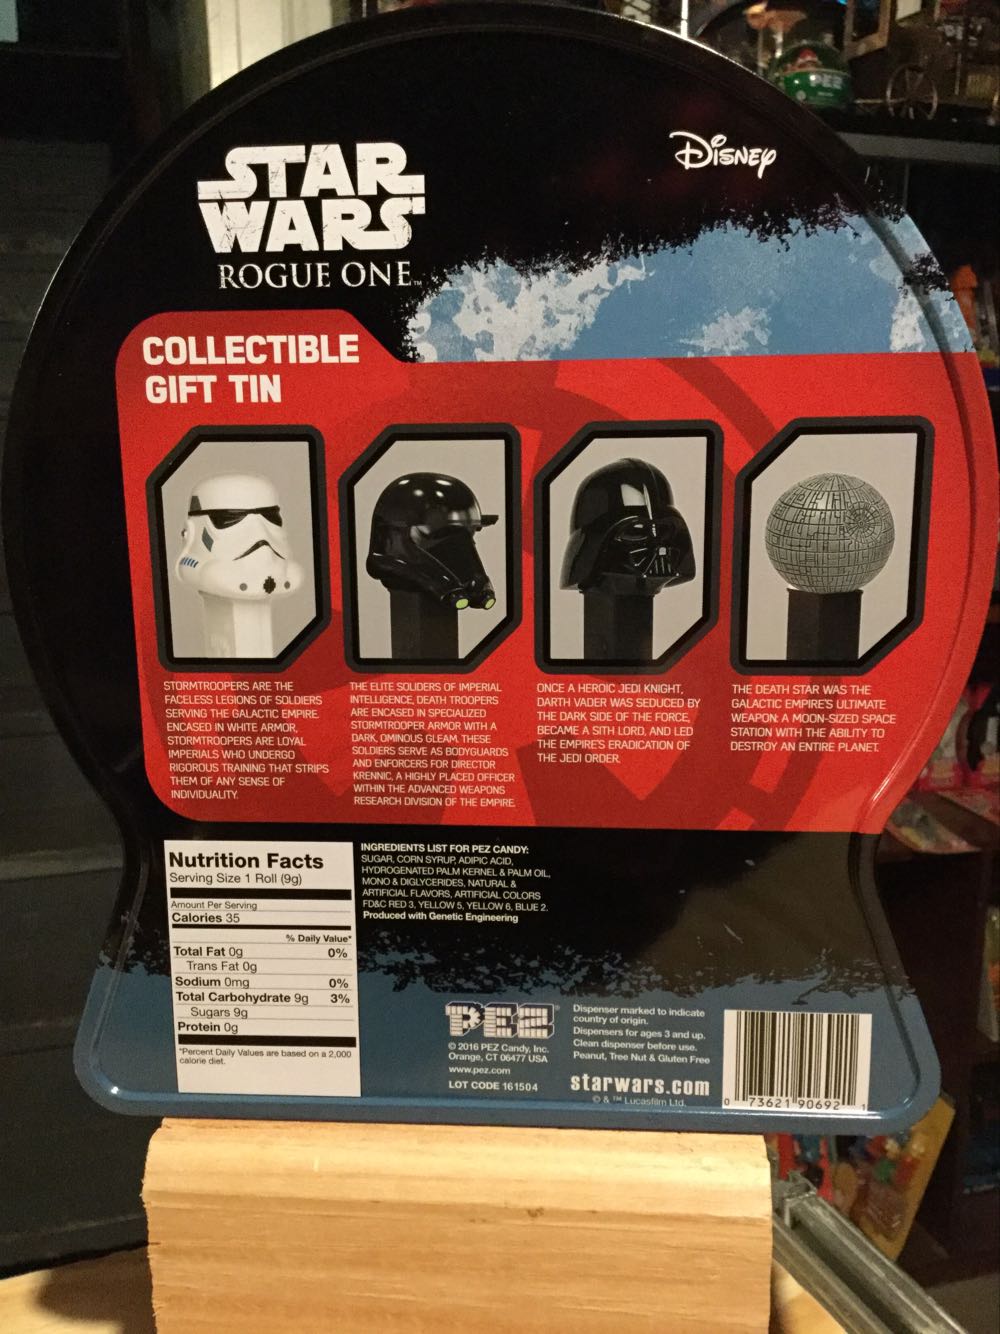 STAR
WARS
ROGUE ONE™
Disney
COLLECTIBLE
GIFT TIN
STORMTROOPERS ARE THE
FACELESS LEGIONS OF SOLDIERS
SERVING THE GALACTIC EMPIRE.
ENCASED IN WHITE ARMOR,
STORMTROOPERS ARE LOYAL
IMPERIALS WHO UNDERGO
RIGOROUS TRAINING THAT STRIPS
THEM OF ANY SENSE OF
INDIVIDUALITY.
THE ELITE SOLIDERS OF IMPERIAL
INTELLIGENCE, DEATH TROOPERS
ARE ENCASED IN SPECIALIZED
STORMTROOPER ARMOR WITH A
DARK, OMINOUS GLEAM. THESE
SOLDIERS SERVE AS BODYGUARDS
AND ENFORCERS FOR DIRECTOR
KRENNIC, A HIGHLY PLACED OFFICER
WITHIN THE ADVANCED WEAPONS
RESEARCH DIVISION OF THE EMPIRE.
ONCE A HEROIC JEDI KNIGHT,
DARTH VADER WAS SEDUCED BY
THE DARK SIDE OF THE FORCE,
BECAME A SITH LORD, AND LED
THE EMPIRE'S ERADICATION OF
THE JEDI ORDER.
THE DEATH STAR WAS THE
GALACTIC EMPIRE'S ULTIMATE
WEAPON: A MOON-SIZED SPACE
STATION WITH THE ABILITY TO
DESTROY AN ENTIRE PLANET.
Nutrition Facts
Serving Size 1 Roll (9g)
Amount Per Serving
Calories 35
% Daily Value*
Total Fat 0g 0%
Trans Fat 0g
Sodium 0mg 0%
Total Carbohydrate 9g 3%
Sugars 9g
Protein 0g
*Percent Daily Values are based on a 2,000
calorie diet.
INGREDIENTS LIST FOR PEZ CANDY:
SUGAR, CORN SYRUP, ADIPIC ACID,
HYDROGENATED PALM KERNEL & PALM OIL,
MONO & DIGLYCERIDES, NATURAL &
ARTIFICIAL FLAVORS, ARTIFICIAL COLORS
FD&C RED 3, YELLOW 5, YELLOW 6, BLUE 2.
Produced with Genetic Engineering
PEZ®
© 2016 PEZ Candy, Inc.
Orange, CT 06477 USA
www.pez.com
LOT CODE 161504
Dispenser marked to indicate
country of origin.
Dispensers for ages 3 and up.
Clean dispenser before use.
Peanut, Tree Nut & Gluten Free
starwars.com
© & ™ Lucasfilm Ltd.
0 73621 90692 1
PEZ